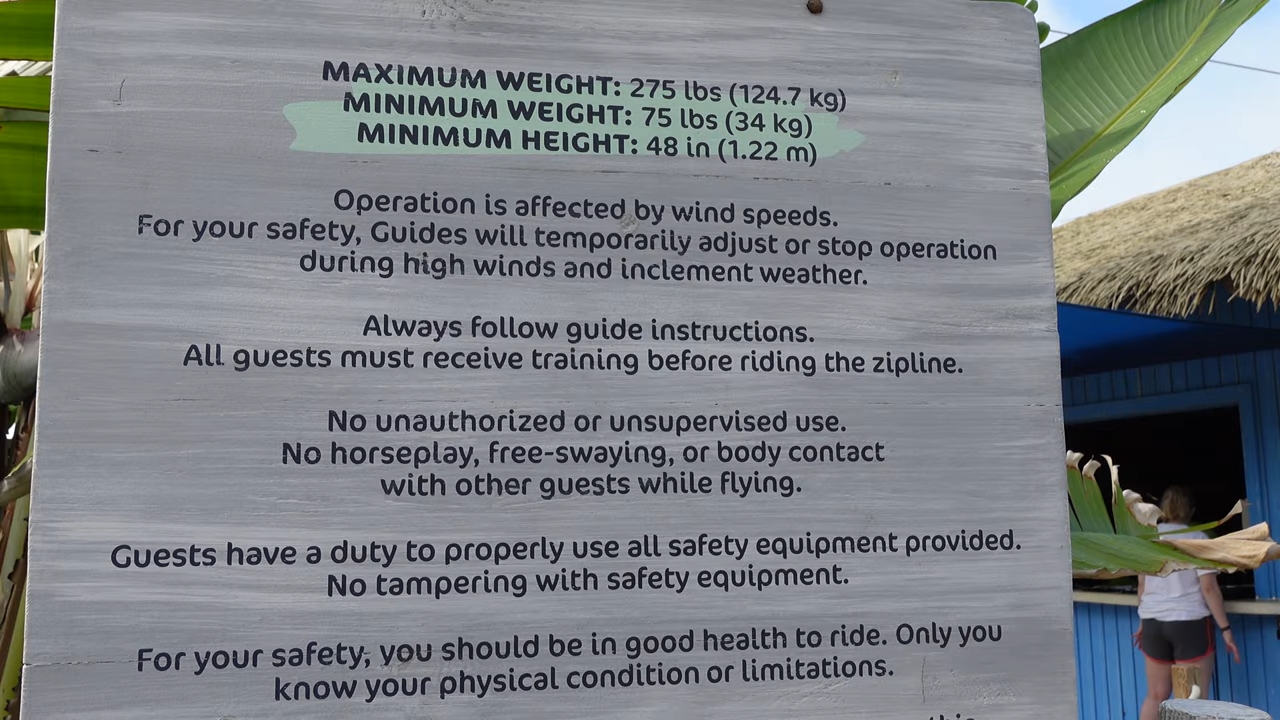 MAXIMUM WEIGHT: 275 lbs (124.7 kg)
MINIMUM WEIGHT: 75 lbs (34 kg)
MINIMUM HEIGHT: 48 in (1.22 m)
Operation is affected by wind speeds.
For your safety, Guides will temporarily adjust or stop operation
during high winds and inclement weather.
Always follow guide instructions.
All guests must receive training before riding the zipline.
No unauthorized or unsupervised use.
No horseplay, free-swaying, or body contact
with other guests while flying.
Guests have a duty to properly use all safety equipment provided.
No tampering with safety equipment.
For your safety, you should be in good health to ride. Only you
know your physical condition or limitations.